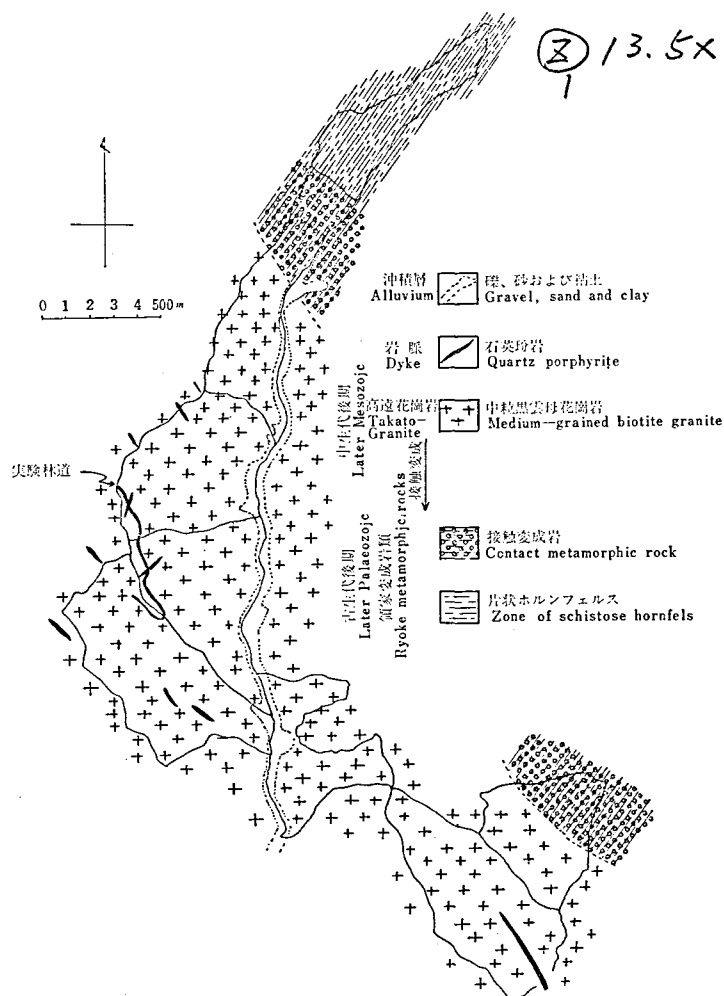 図 13.5×
1
0 1 2 3 4 500m
沖積層
Alluvium
礫、砂および粘土
Gravel, sand and clay
岩脈
Dyke
石英玢岩
Quartz porphyrite
中生代後期
Later Mesozojc
高遠花崗岩
Takato-
Granite
中粒黒雲母花崗岩
Medium—grained biotite granite
接触変成
実験林道
古生代後期
Later Palaeozojc
領家変成岩類
Ryoke metamorphjc rocks
接触変成岩
Contact metamorphic rock
片状ホルンフェルス
Zone of schistose hornfels